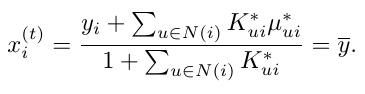 x_i^{(t)} = \frac{y_i + \sum_{u \in N(i)} K_{ui}^* \mu_{ui}^*}{1 + \sum_{u \in N(i)} K_{ui}^*} = \overline{y}.